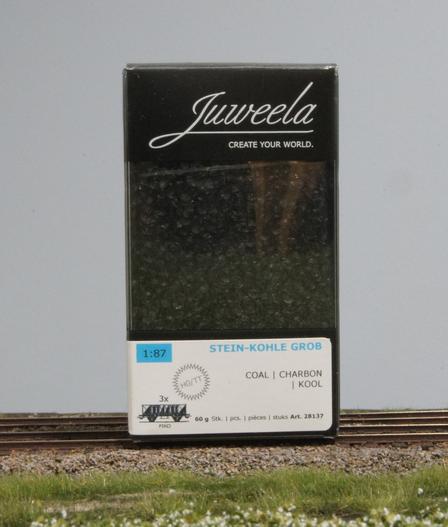 Juweela
CREATE YOUR WORLD.
1:87
STEIN-KOHLE GROB
H0/TT
COAL | CHARBON
| KOOL
3x
PIKO
60 g Stk. | pcs. | pièces | stuks Art. 28137